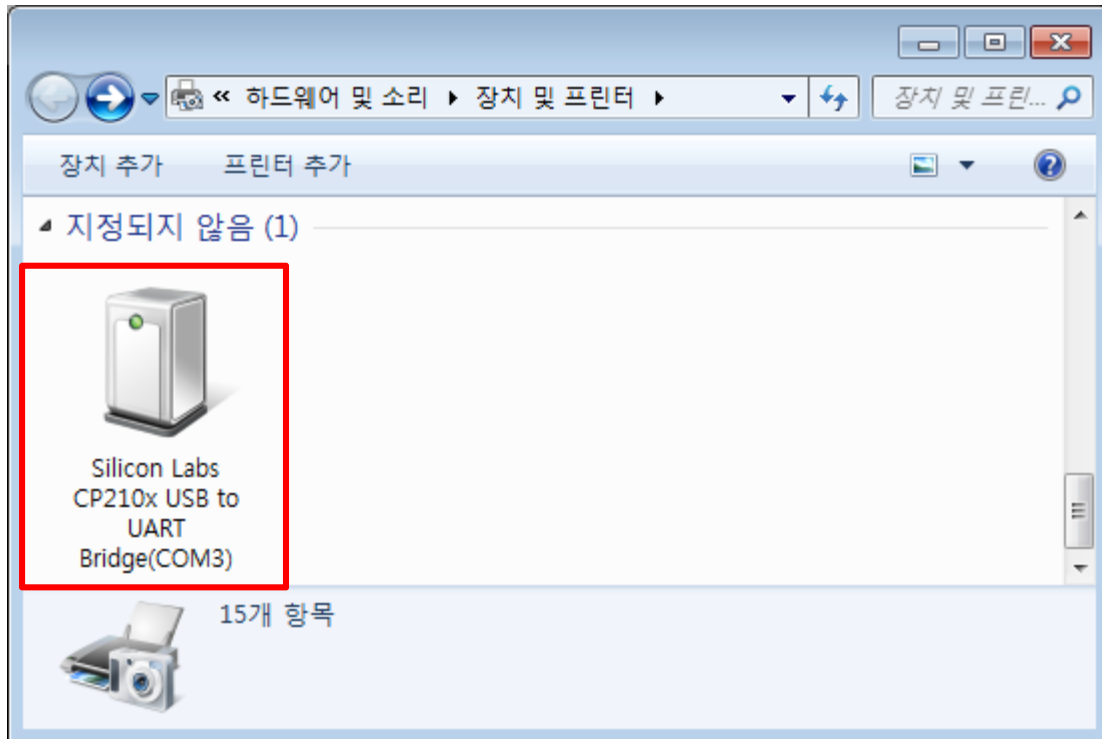 « 하드웨어 및 소리 ▸ 장치 및 프린터 ▸
장치 및 프린...
장치 추가 프린터 추가
지정되지 않음 (1)
Silicon Labs
CP210x USB to
UART
Bridge(COM3)
15개 항목